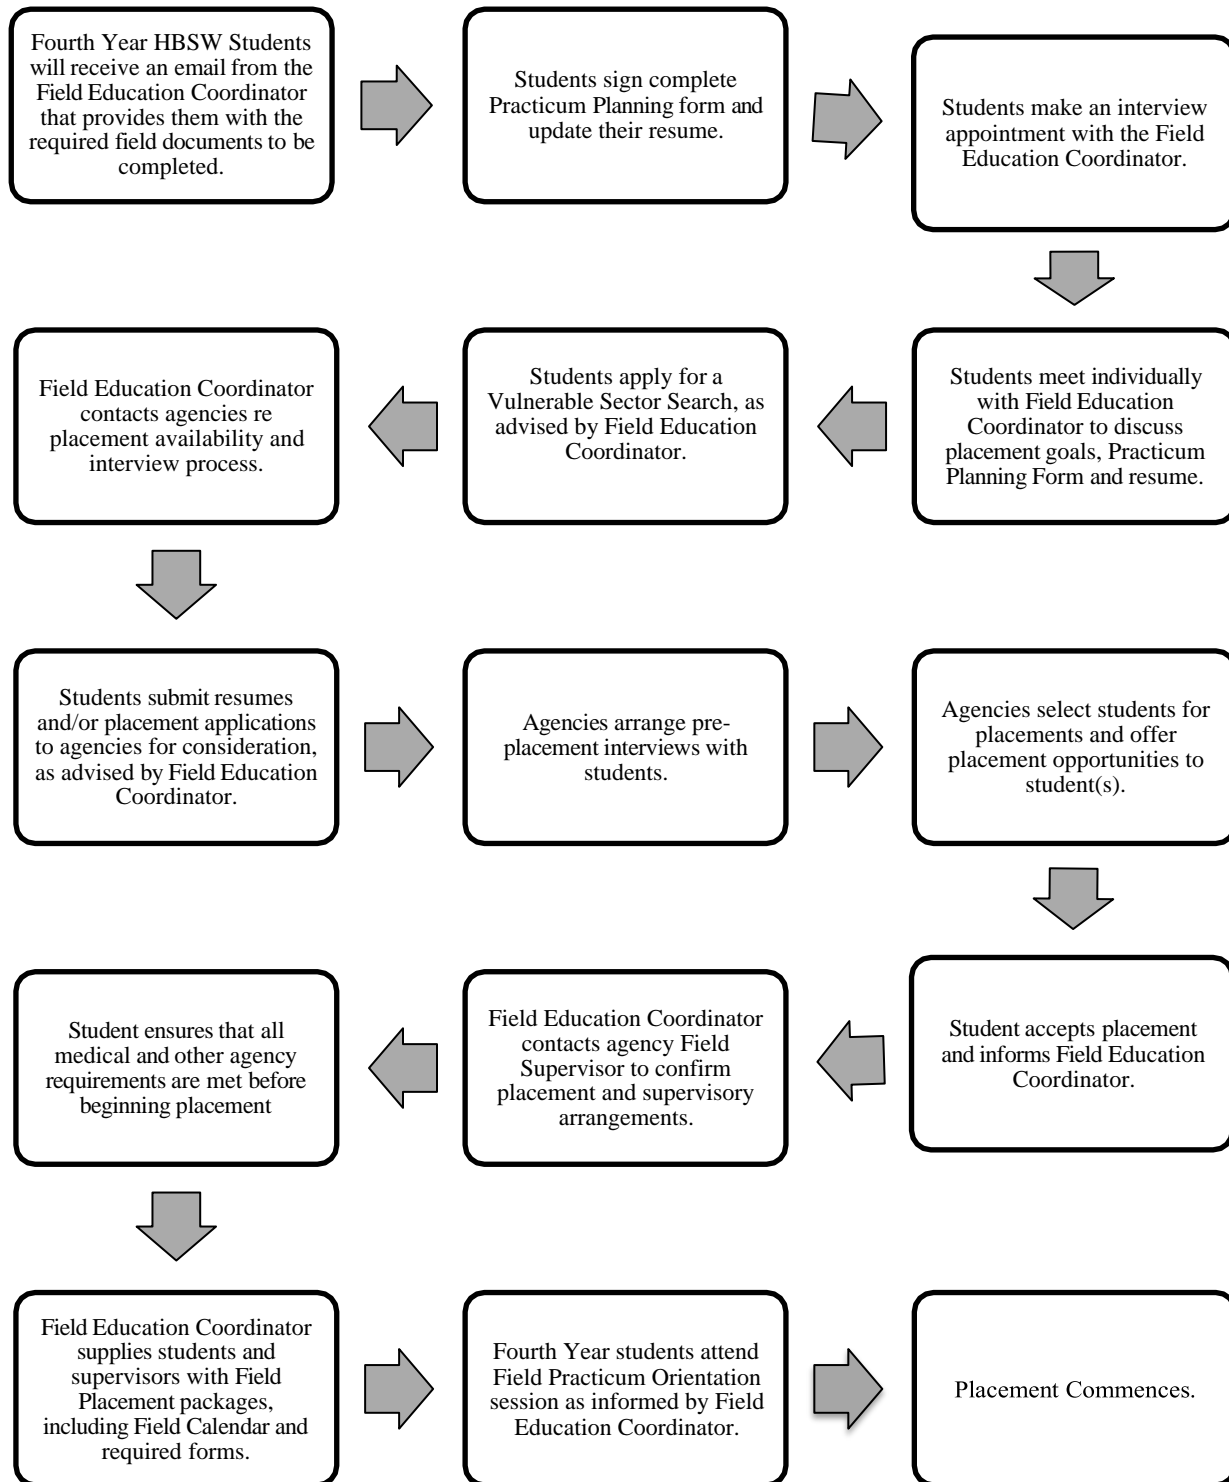 Fourth Year HBSW Students
will receive an email from the
Field Education Coordinator
that provides them with the
required field documents to be
completed.
Students sign complete
Practicum Planning form and
update their resume.
Students make an interview
appointment with the Field
Education Coordinator.
Students meet individually
with Field Education
Coordinator to discuss
placement goals, Practicum
Planning Form and resume.
Students apply for a
Vulnerable Sector Search, as
advised by Field Education
Coordinator.
Field Education Coordinator
contacts agencies re
placement availability and
interview process.
Students submit resumes
and/or placement applications
to agencies for consideration,
as advised by Field Education
Coordinator.
Agencies arrange pre-
placement interviews with
students.
Agencies select students for
placements and offer
placement opportunities to
student(s).
Student accepts placement
and informs Field Education
Coordinator.
Field Education Coordinator
contacts agency Field
Supervisor to confirm
placement and supervisory
arrangements.
Student ensures that all
medical and other agency
requirements are met before
beginning placement
Field Education Coordinator
supplies students and
supervisors with Field
Placement packages,
including Field Calendar and
required forms.
Fourth Year students attend
Field Practicum Orientation
session as informed by Field
Education Coordinator.
Placement Commences.